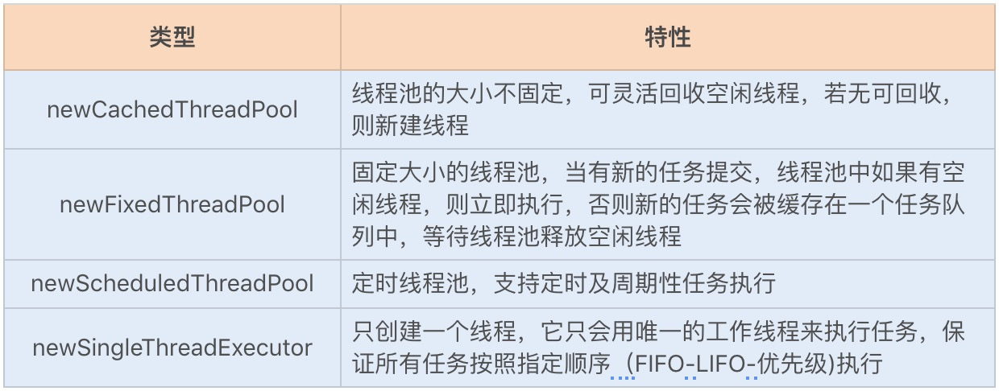 类型
特性
newCachedThreadPool
线程池的大小不固定，可灵活回收空闲线程，若无可回收，
则新建线程
newFixedThreadPool
固定大小的线程池，当有新的任务提交，线程池中如果有空
闲线程，则立即执行，否则新的任务会被缓存在一个任务队
列中，等待线程池释放空闲线程
newScheduledThreadPool
定时线程池，支持定时及周期性任务执行
newSingleThreadExecutor
只创建一个线程，它只会用唯一的工作线程来执行任务，保
证所有任务按照指定顺序（FIFO-LIFO-优先级)执行